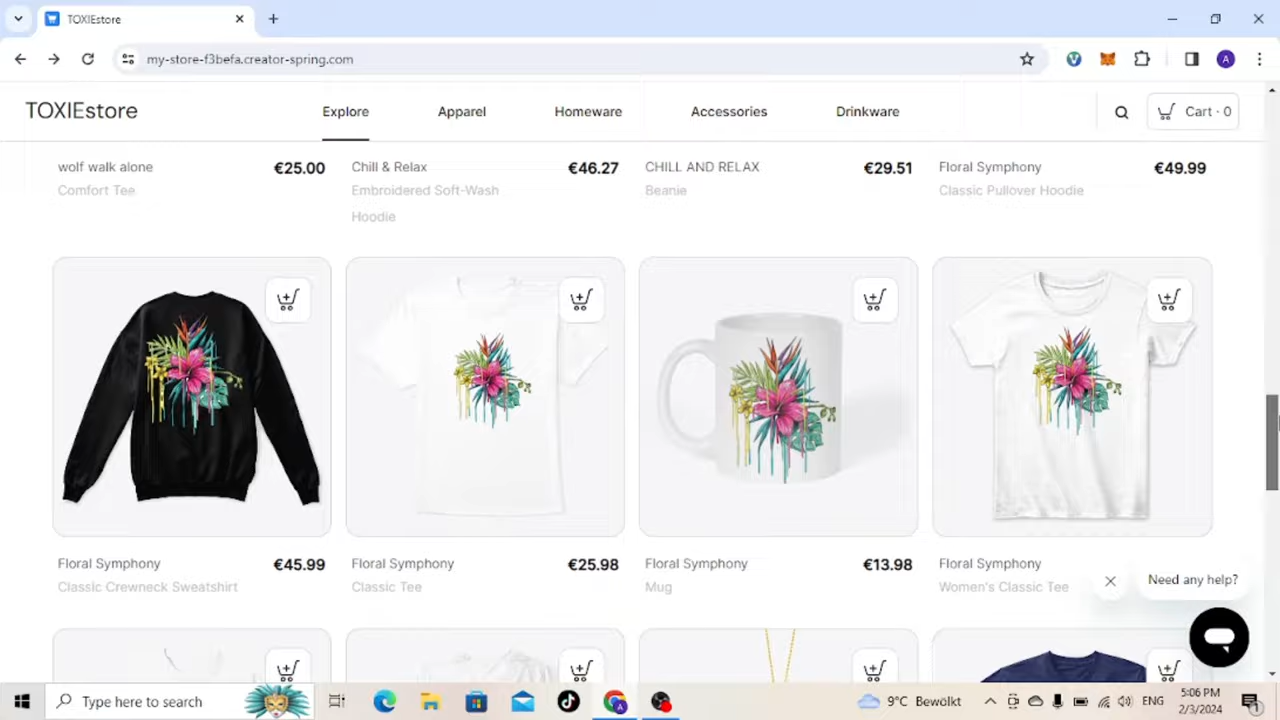 TOXIEstore
my-store-f3befa.creator-spring.com
A
TOXIEstore
Explore
Apparel
Homeware
Accessories
Drinkware
Cart · 0
wolf walk alone €25.00
Comfort Tee
Chill & Relax €46.27
Embroidered Soft-Wash
Hoodie
CHILL AND RELAX €29.51
Beanie
Floral Symphony €49.99
Classic Pullover Hoodie
Floral Symphony €45.99
Classic Crewneck Sweatshirt
Floral Symphony €25.98
Classic Tee
Floral Symphony €13.98
Mug
Floral Symphony
Women's Classic Tee
Need any help?
Type here to search
9°C Bewölkt
ENG
5:06 PM
2/3/2024
1